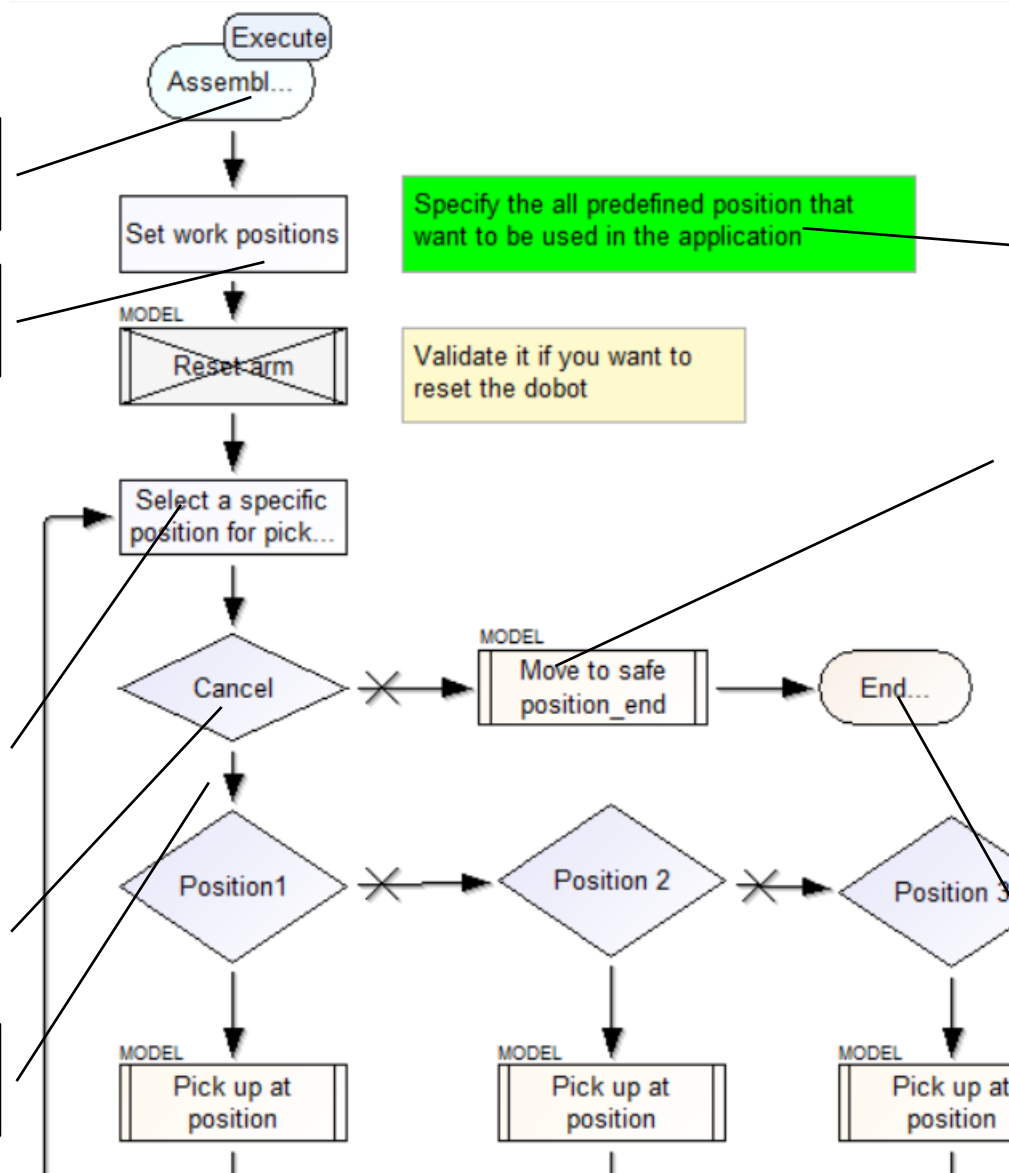 Execute
Assembl...
Set work positions
Specify the all predefined position that
want to be used in the application
MODEL
Reset arm
Validate it if you want to
reset the dobot
Select a specific
position for pick...
Cancel
MODEL
Move to safe
position_end
End...
Position1
Position 2
Position 3
MODEL
Pick up at
position
MODEL
Pick up at
position
MODEL
Pick up at
position